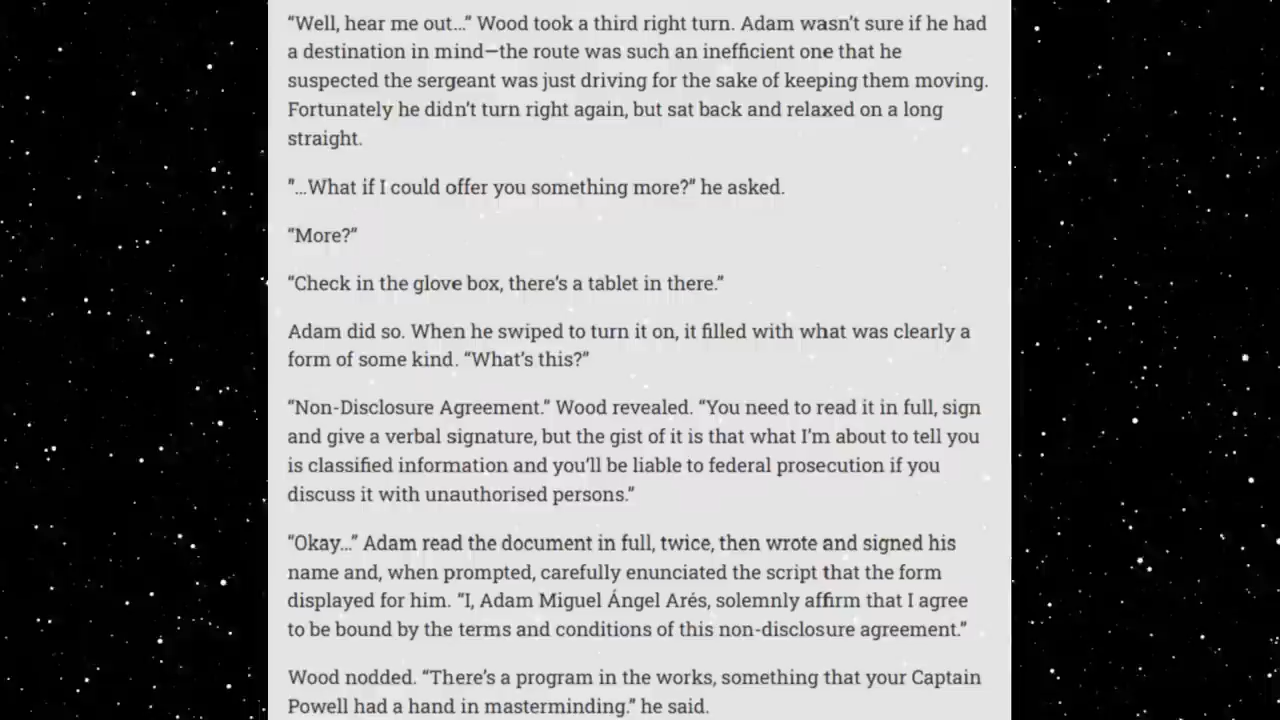 “Well, hear me out…” Wood took a third right turn. Adam wasn’t sure if he had
a destination in mind—the route was such an inefficient one that he
suspected the sergeant was just driving for the sake of keeping them moving.
Fortunately he didn’t turn right again, but sat back and relaxed on a long
straight.
”…What if I could offer you something more?” he asked.
“More?”
“Check in the glove box, there’s a tablet in there.”
Adam did so. When he swiped to turn it on, it filled with what was clearly a
form of some kind. “What’s this?”
“Non-Disclosure Agreement.” Wood revealed. “You need to read it in full, sign
and give a verbal signature, but the gist of it is that what I’m about to tell you
is classified information and you’ll be liable to federal prosecution if you
discuss it with unauthorised persons.”
“Okay…” Adam read the document in full, twice, then wrote and signed his
name and, when prompted, carefully enunciated the script that the form
displayed for him. “I, Adam Miguel Ángel Arés, solemnly affirm that I agree
to be bound by the terms and conditions of this non-disclosure agreement.”
Wood nodded. “There’s a program in the works, something that your Captain
Powell had a hand in masterminding.” he said.